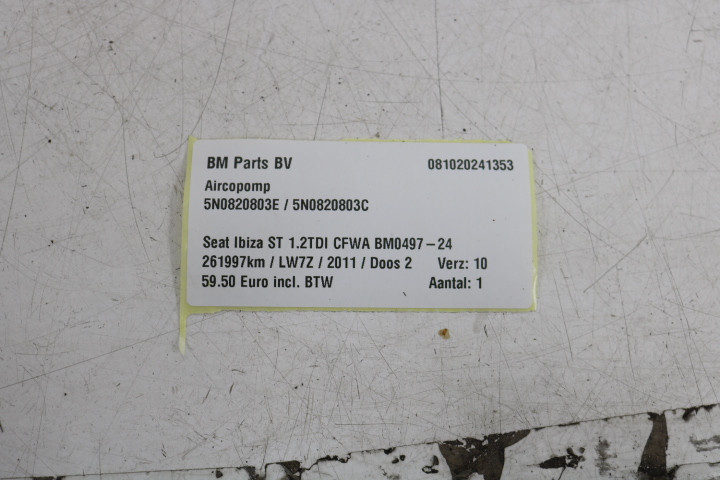 BM Parts BV 081020241353
Aircopomp
5N0820803E / 5N0820803C
Seat Ibiza ST 1.2TDI CFWA BM0497-24
261997km / LW7Z / 2011 / Doos 2 Verz: 10
59.50 Euro incl. BTW Aantal: 1